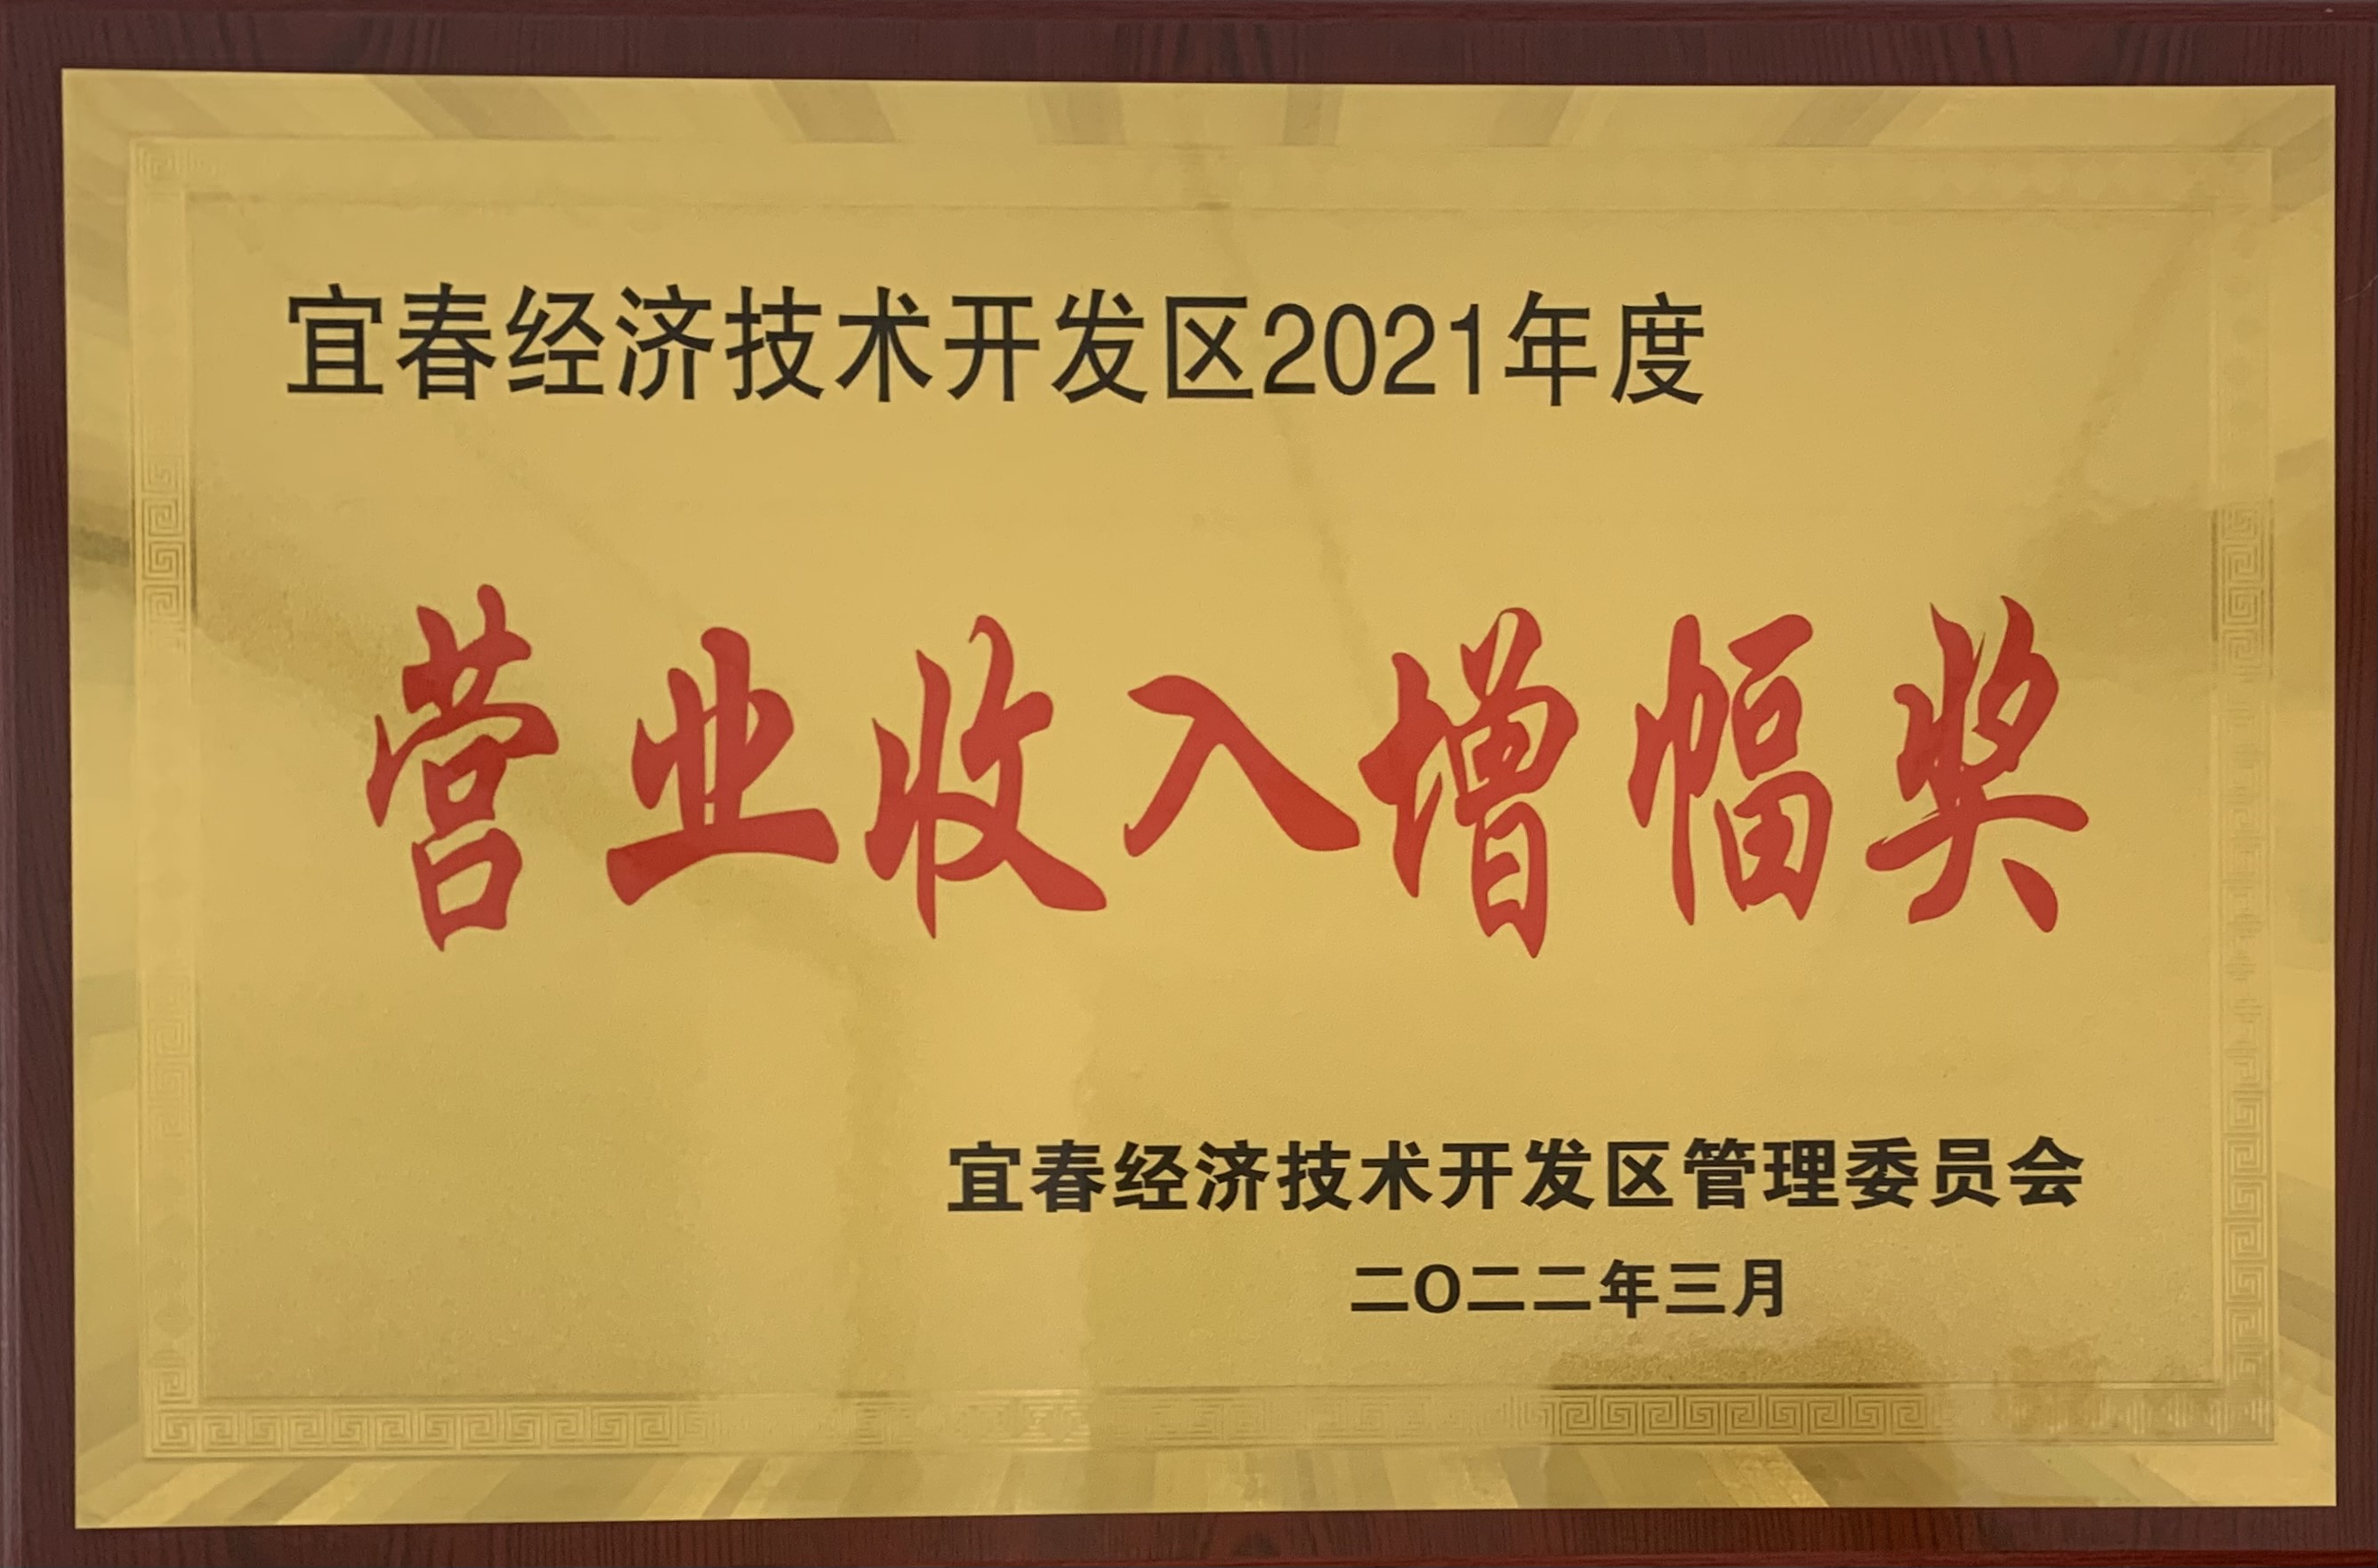 宜春经济技术开发区2021年度
营业收入增幅奖
宜春经济技术开发区管理委员会
二〇二二年三月